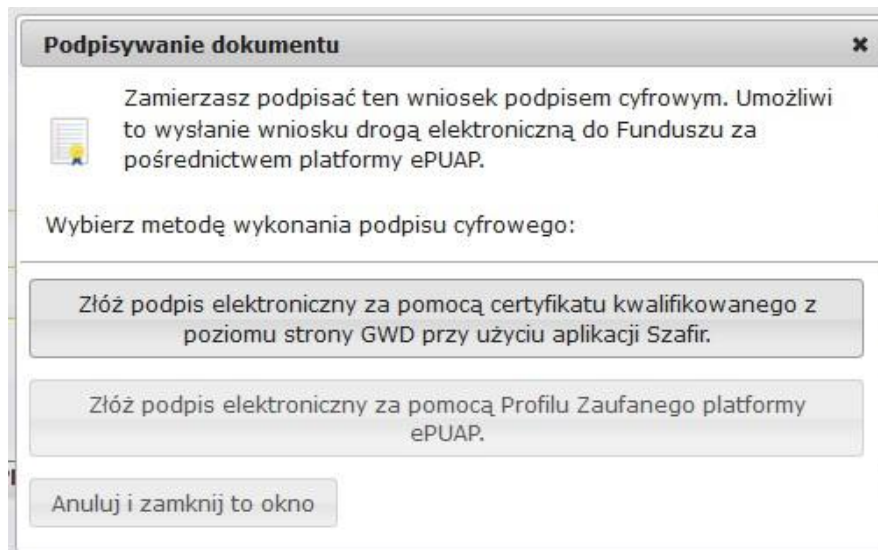 Podpisywanie dokumentu
Zamierzasz podpisać ten wniosek podpisem cyfrowym. Umożliwi
to wysłanie wniosku drogą elektroniczną do Funduszu za
pośrednictwem platformy ePUAP.
Wybierz metodę wykonania podpisu cyfrowego:
Złóż podpis elektroniczny za pomocą certyfikatu kwalifikowanego z
poziomu strony GWD przy użyciu aplikacji Szafir.
Złóż podpis elektroniczny za pomocą Profilu Zaufanego platformy
ePUAP.
Anuluj i zamknij to okno